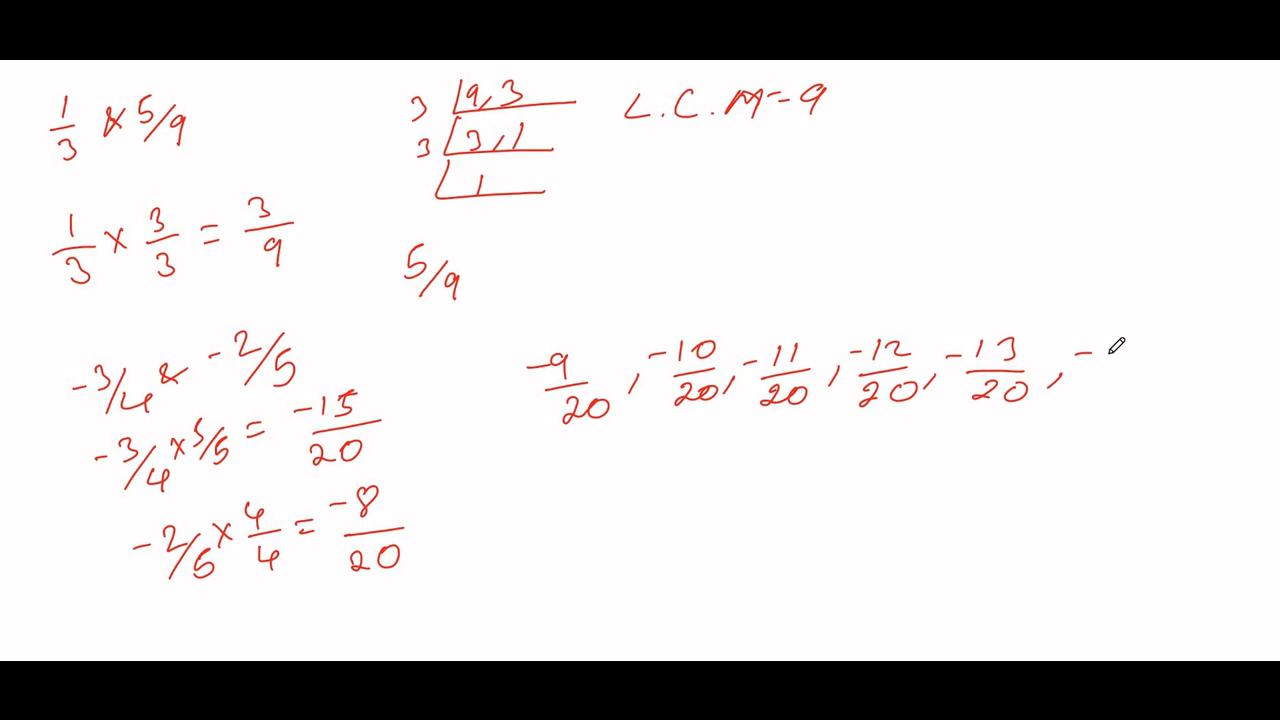 1/3 & 5/9
3 | 9, 3
3 | 3, 1
| 1
L.C.M = 9
1/3 × 3/3 = 3/9
5/9
-3/4 & -2/5
-3/4 × 5/5 = -15/20
-2/5 × 4/4 = -8/20
-9/20, -10/20, -11/20, -12/20, -13/20, -